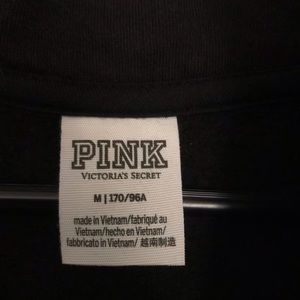 PINK
VICTORIA'S SECRET
M | 170/96A
made in Vietnam/fabriqué au
Vietnam/hecho en Vietnam/
fabbricato in Vietnam/ 越南制造